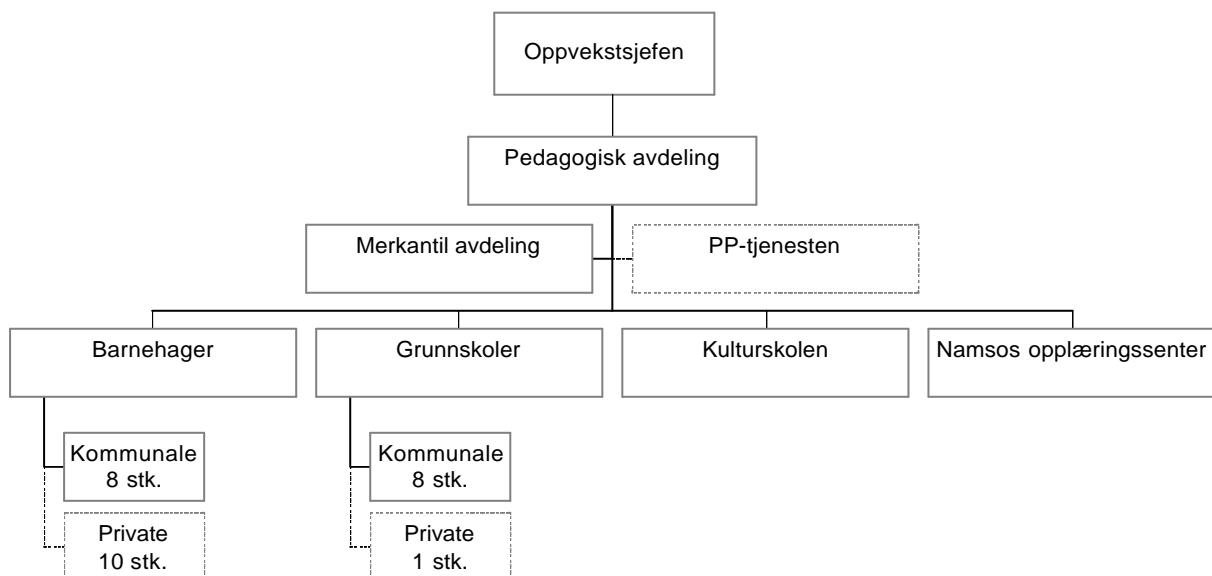 Oppvekstsjefen
Pedagogisk avdeling
Merkantil avdeling
PP-tjenesten
Barnehager
Grunnskoler
Kulturskolen
Namsos opplæringssenter
Kommunale
8 stk.
Private
10 stk.
Kommunale
8 stk.
Private
1 stk.